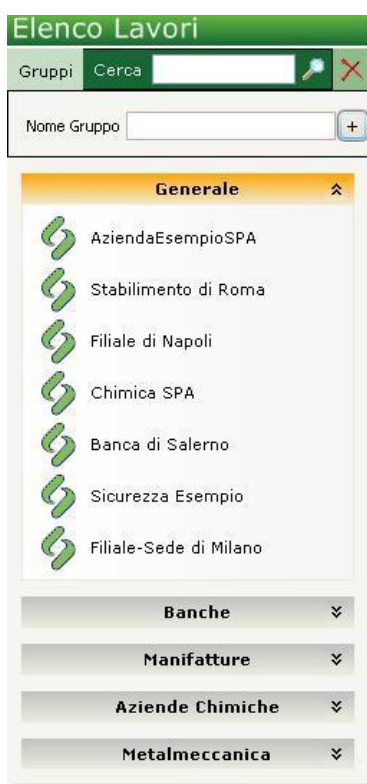 Elenco Lavori
Gruppi Cerca
Nome Gruppo +
Generale
AziendaEsempioSPA
Stabilimento di Roma
Filiale di Napoli
Chimica SPA
Banca di Salerno
Sicurezza Esempio
Filiale-Sede di Milano
Banche
Manifatture
Aziende Chimiche
Metalmeccanica